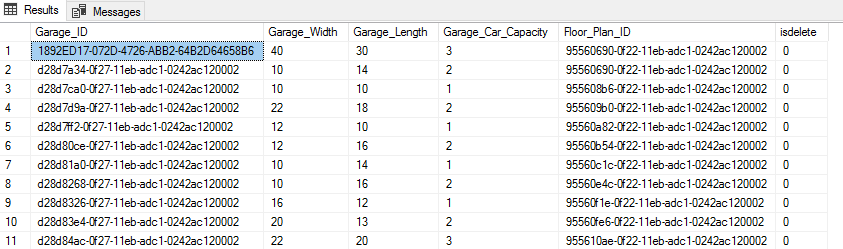 Results Messages
Garage_ID Garage_Width Garage_Length Garage_Car_Capacity Floor_Plan_ID isdelete
1 1892ED17-072D-4726-ABB2-64B2D64658B6 40 30 3 95560690-0f22-11eb-adc1-0242ac120002 0
2 d28d7a34-0f27-11eb-adc1-0242ac120002 10 14 2 95560690-0f22-11eb-adc1-0242ac120002 0
3 d28d7ca0-0f27-11eb-adc1-0242ac120002 10 10 1 955608b6-0f22-11eb-adc1-0242ac120002 0
4 d28d7d9a-0f27-11eb-adc1-0242ac120002 22 18 2 955609b0-0f22-11eb-adc1-0242ac120002 0
5 d28d7ff2-0f27-11eb-adc1-0242ac120002 12 10 1 95560a82-0f22-11eb-adc1-0242ac120002 0
6 d28d80ce-0f27-11eb-adc1-0242ac120002 12 16 2 95560b54-0f22-11eb-adc1-0242ac120002 0
7 d28d81a0-0f27-11eb-adc1-0242ac120002 10 14 1 95560c1c-0f22-11eb-adc1-0242ac120002 0
8 d28d8268-0f27-11eb-adc1-0242ac120002 10 16 2 95560e4c-0f22-11eb-adc1-0242ac120002 0
9 d28d8326-0f27-11eb-adc1-0242ac120002 16 12 1 95560f1e-0f22-11eb-adc1-0242ac120002 0
10 d28d83e4-0f27-11eb-adc1-0242ac120002 20 13 2 95560fe6-0f22-11eb-adc1-0242ac120002 0
11 d28d84ac-0f27-11eb-adc1-0242ac120002 22 20 3 955610ae-0f22-11eb-adc1-0242ac120002 0